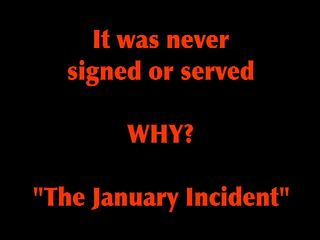 It was never
signed or served
WHY?
"The January Incident"